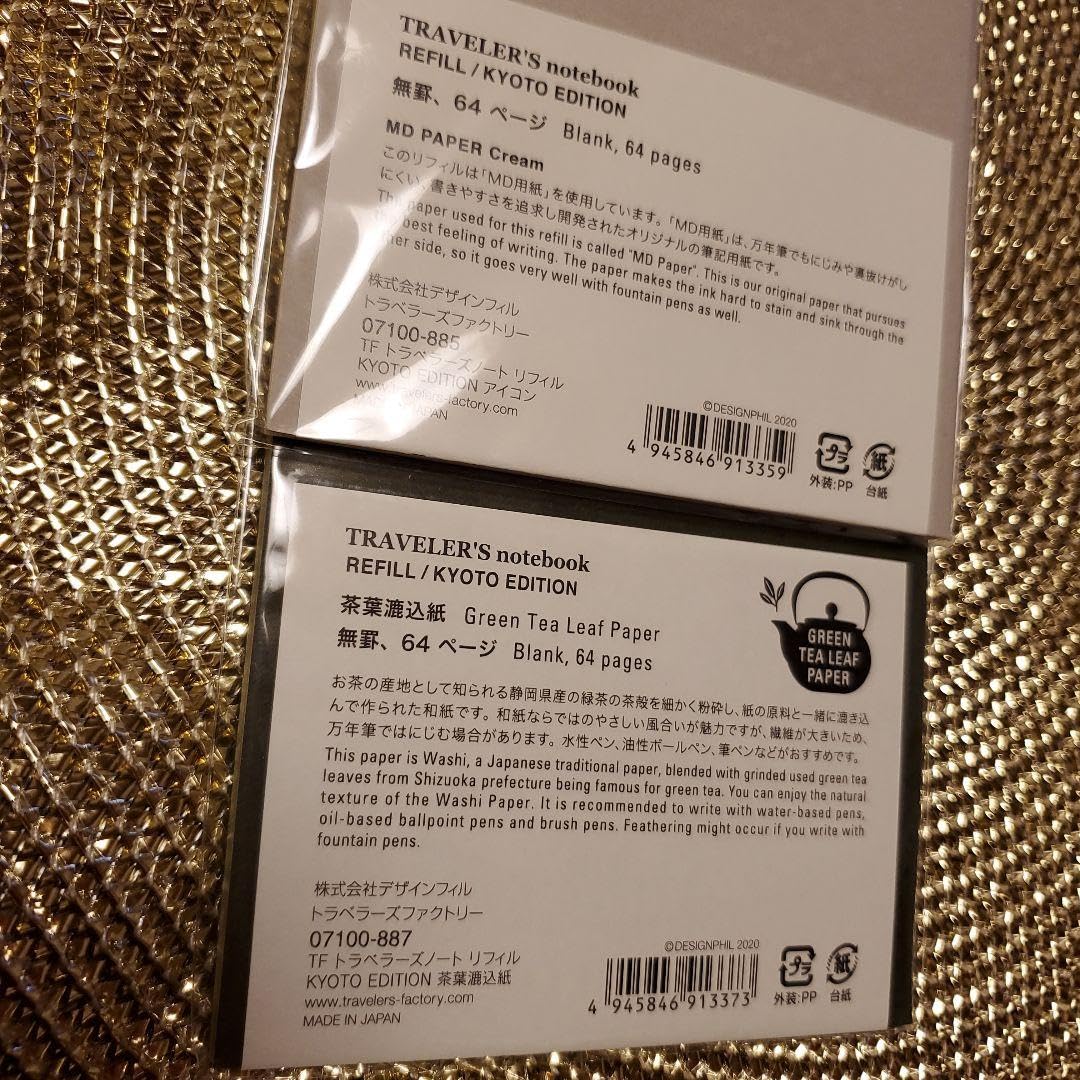 TRAVELER'S notebook
REFILL / KYOTO EDITION
無罫、64 ページ Blank, 64 pages
MD PAPER Cream
このリフィルは「MD用紙」を使用しています。「MD用紙」は、万年筆でもにじみや裏抜けがし
にくい、書きやすさを追求し開発されたオリジナルの筆記用紙です。
The paper used for this refill is called "MD Paper". This is our original paper that pursues
the best feeling of writing. The paper makes the ink hard to stain and sink through the
other side, so it goes very well with fountain pens as well.
株式会社デザインフィル
トラベラーズファクトリー
07100-885
TF トラベラーズノート リフィル
KYOTO EDITION アイコン
www.travelers-factory.com
MADE IN JAPAN
©DESIGNPHIL 2020
4 945846 913359
プラ
外装:PP
紙
台紙
TRAVELER'S notebook
REFILL / KYOTO EDITION
茶葉漉込紙 Green Tea Leaf Paper
無罫、64 ページ Blank, 64 pages
GREEN
TEA LEAF
PAPER
お茶の産地として知られる静岡県産の緑茶の茶殻を細かく粉砕し、紙の原料と一緒に漉き込
んで作られた和紙です。和紙ならではのやさしい風合いが魅力ですが、繊維が大きいため、
万年筆ではにじむ場合があります。水性ペン、油性ボールペン、筆ペンなどがおすすめです。
This paper is Washi, a Japanese traditional paper, blended with grinded used green tea
leaves from Shizuoka prefecture being famous for green tea. You can enjoy the natural
texture of the Washi Paper. It is recommended to write with water-based pens,
oil-based ballpoint pens and brush pens. Feathering might occur if you write with
fountain pens.
株式会社デザインフィル
トラベラーズファクトリー
07100-887
TF トラベラーズノート リフィル
KYOTO EDITION 茶葉漉込紙
www.travelers-factory.com
MADE IN JAPAN
©DESIGNPHIL 2020
4 945846 913373
プラ
外装:PP
紙
台紙